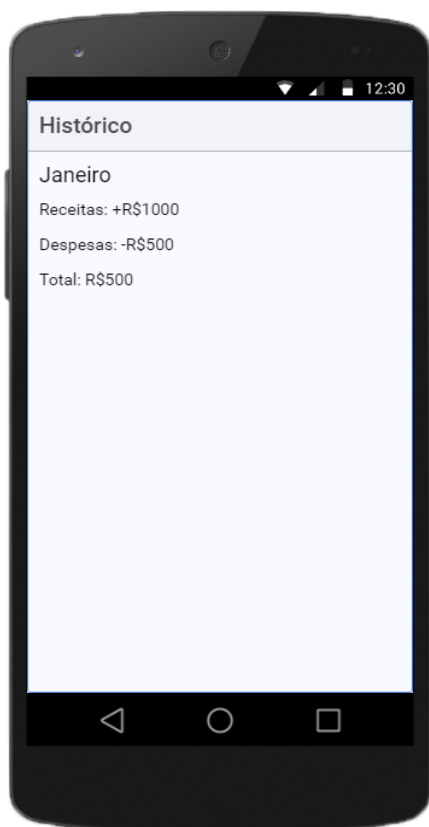 12:30
Histórico
Janeiro
Receitas: +R$1000
Despesas: -R$500
Total: R$500